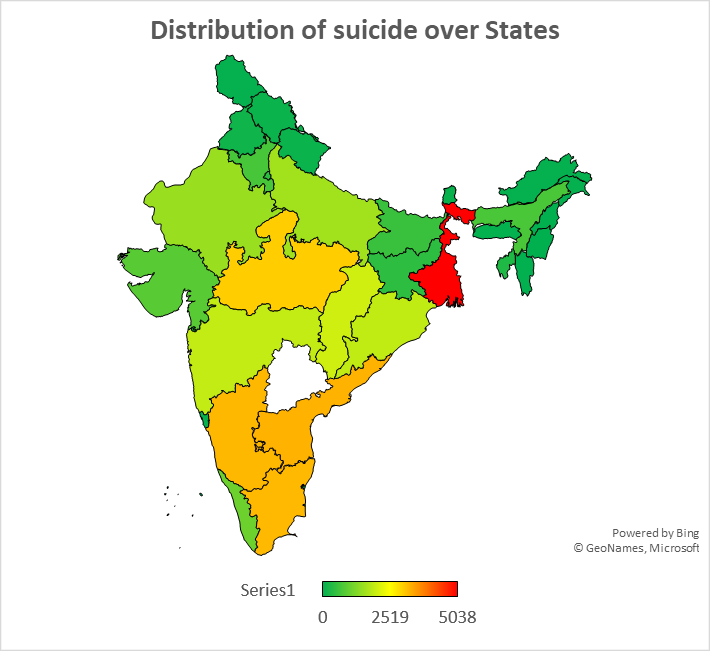 Distribution of suicide over States
Powered by Bing
© GeoNames, Microsoft
Series1
0 2519 5038